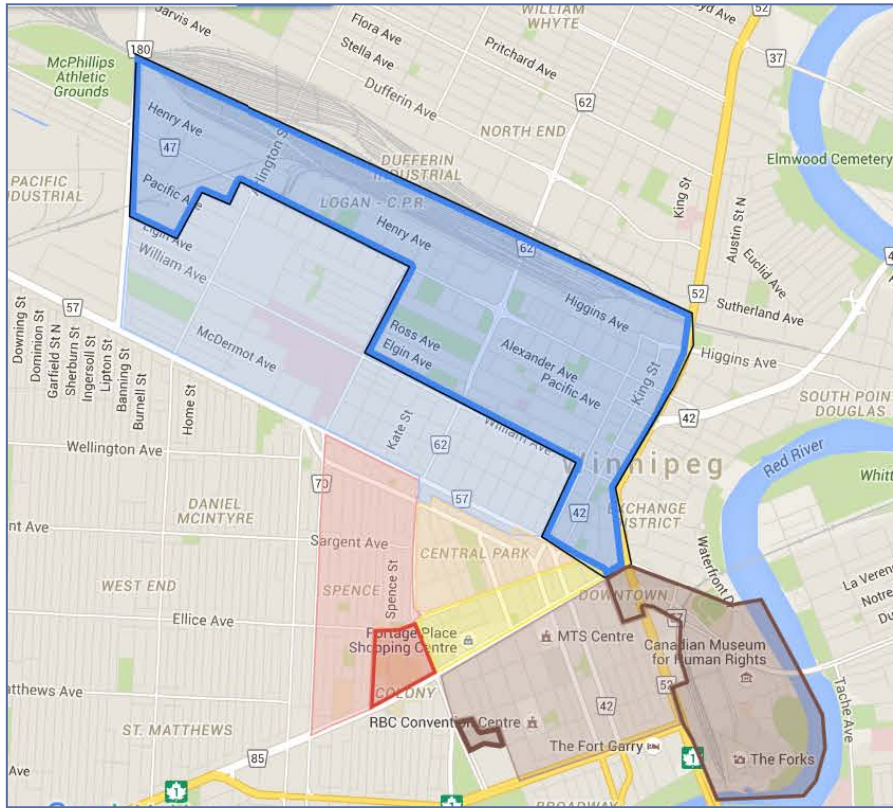 WILLIAM
WHYTE
52
Jarvis Ave
Flora Ave
180
Stella Ave
Pritchard Ave
37
McPhillips
Athletic
Grounds
Dufferin Ave
62
Henry Ave
NORTH END
47
DUFFERIN
INDUSTRIAL
Elmwood Cemetery
PACIFIC
Pacific Ave
LOGAN - C.P.R.
King St
Austin St N
Elgin Ave
Henry Ave
62
Euclid Ave
William Ave
52
57
Higgins Ave
Sutherland Ave
Downing St
Dominion St
Garfield St N
Sherburn St
Ingersoll St
Lipton St
Banning St
Burnell St
Home St
McDermot Ave
Ross Ave
Elgin Ave
Alexander Ave
Pacific Ave
King St
Higgins Ave
42
SOUTH POINT
DOUGLAS
Kate St
William Ave
Wellington Ave
62
Winnipeg
Red River
70
57
42
EXCHANGE
DISTRICT
DANIEL
MCINTYRE
Sargent Ave
CENTRAL PARK
Waterfront D
WEST END
SPENCE
Spence St
DOWNTOWN
Ellice Ave
Portage Place
Shopping Centre
MTS Centre
Canadian Museum
for Human Rights
COLONY
52
42
Tache Ave
ST. MATTHEWS
RBC Convention Centre
85
The Fort Garry
1
The Forks
1
BROADWAY